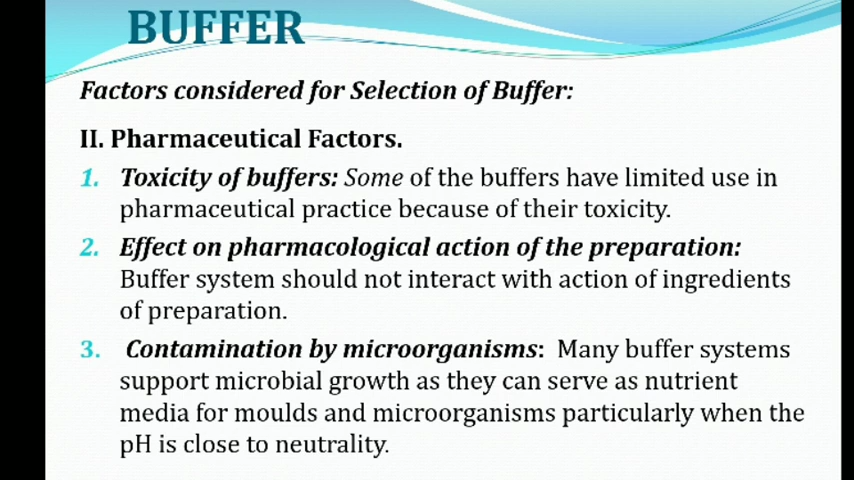 BUFFER
Factors considered for Selection of Buffer:
II. Pharmaceutical Factors.
1. Toxicity of buffers: Some of the buffers have limited use in
pharmaceutical practice because of their toxicity.
2. Effect on pharmacological action of the preparation:
Buffer system should not interact with action of ingredients
of preparation.
3. Contamination by microorganisms: Many buffer systems
support microbial growth as they can serve as nutrient
media for moulds and microorganisms particularly when the
pH is close to neutrality.